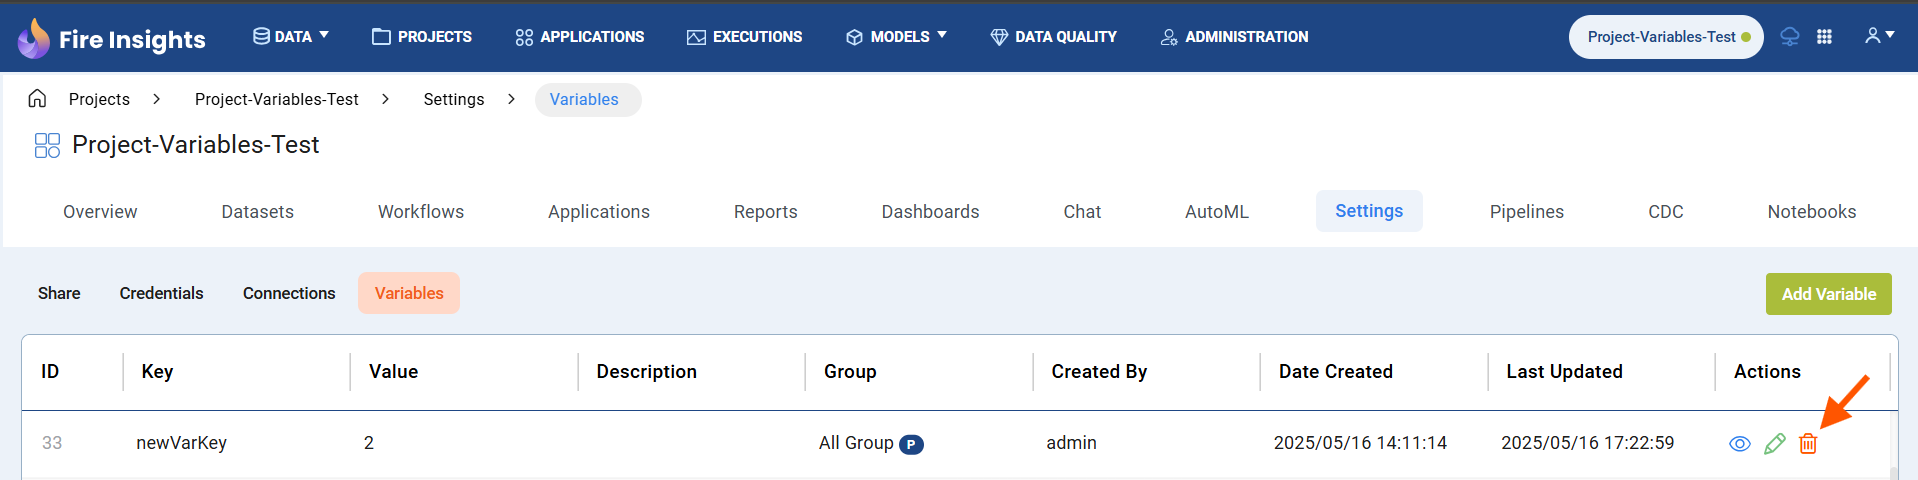 Fire Insights DATA PROJECTS APPLICATIONS EXECUTIONS MODELS DATA QUALITY ADMINISTRATION Project-Variables-Test
Projects > Project-Variables-Test > Settings > Variables
Project-Variables-Test
Overview Datasets Workflows Applications Reports Dashboards Chat AutoML Settings Pipelines CDC Notebooks
Share Credentials Connections Variables Add Variable
ID Key Value Description Group Created By Date Created Last Updated Actions
33 newVarKey 2 All Group P admin 2025/05/16 14:11:14 2025/05/16 17:22:59